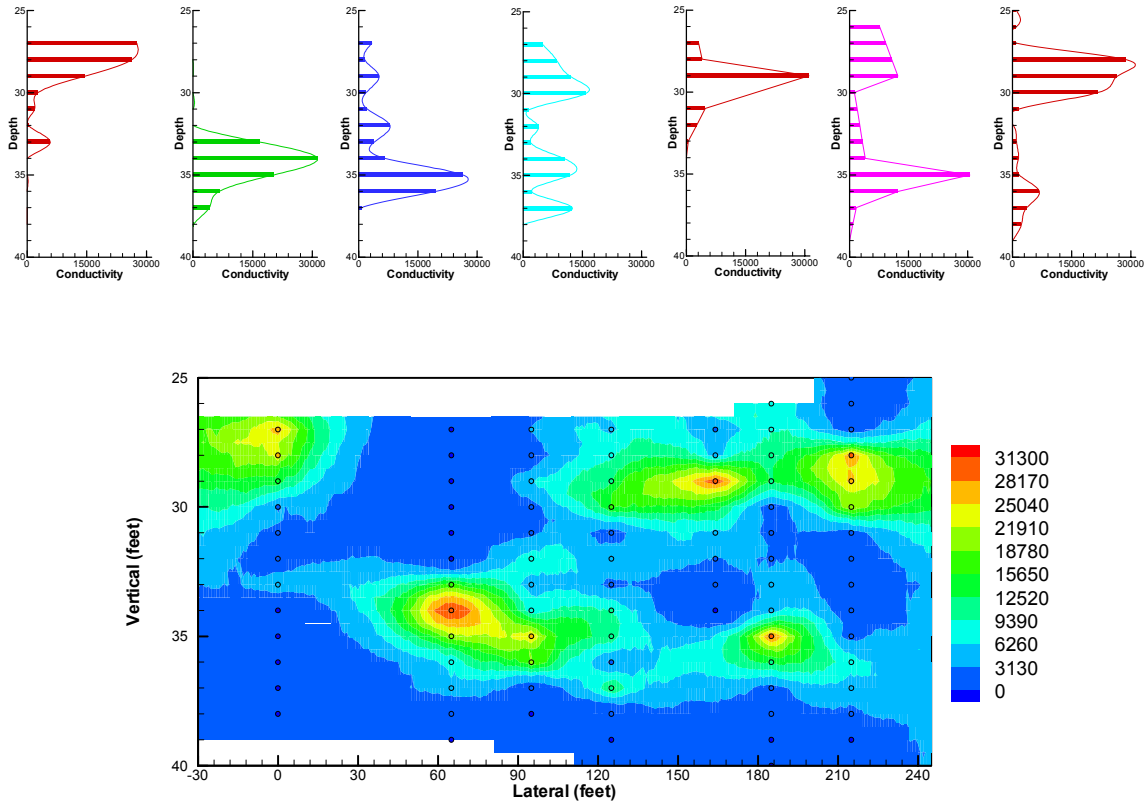 25 25 25 25 25 25 25
30 30 30 30 30 30 30
Depth Depth Depth Depth Depth Depth Depth
35 35 35 35 35 35 35
40 40 40 40 40 40 40
0 15000 30000 0 15000 30000 0 15000 30000 0 15000 30000 0 15000 30000 0 15000 30000 0 15000 30000
Conductivity Conductivity Conductivity Conductivity Conductivity Conductivity Conductivity
Vertical (feet)
25
30
35
40
-30 0 30 60 90 120 150 180 210 240
Lateral (feet)
31300
28170
25040
21910
18780
15650
12520
9390
6260
3130
0